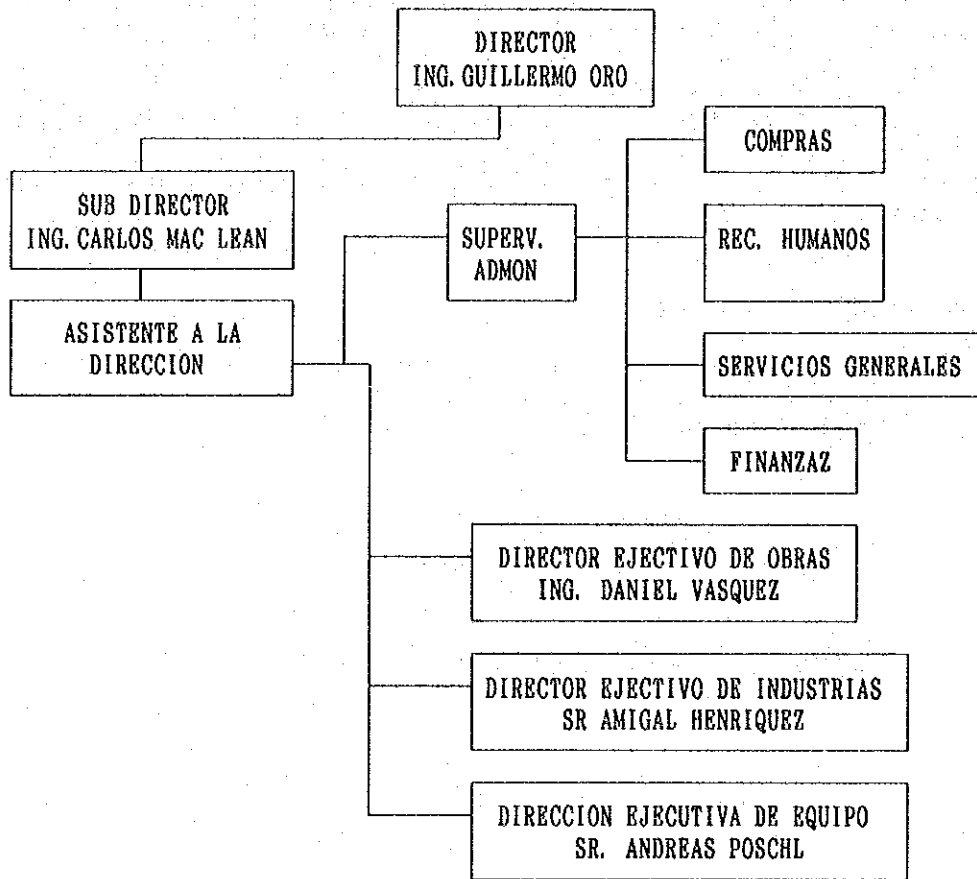 DIRECTOR
ING. GUILLERMO ORO
COMPRAS
SUB DIRECTOR
ING. CARLOS MAC LEAN
SUPERV.
ADMON
REC. HUMANOS
ASISTENTE A LA
DIRECCION
SERVICIOS GENERALES
FINANZAZ
DIRECTOR EJECTIVO DE OBRAS
ING. DANIEL VASQUEZ
DIRECTOR EJECTIVO DE INDUSTRIAS
SR AMIGAL HENRIQUEZ
DIRECCION EJECUTIVA DE EQUIPO
SR. ANDREAS POSCHL